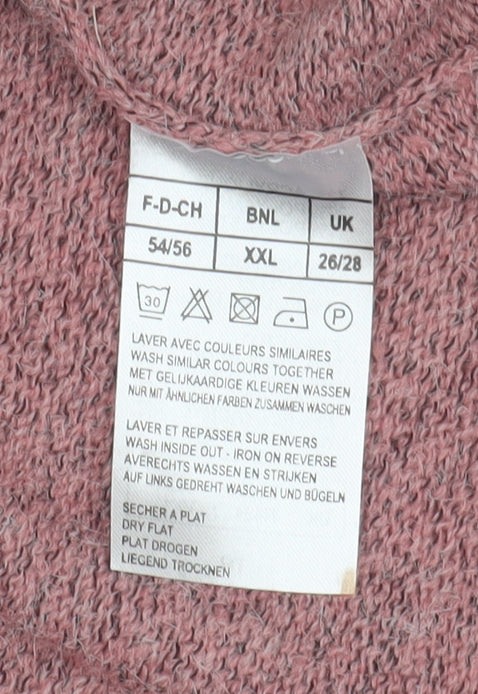 F-D-CH BNL UK
54/56 XXL 26/28
30 P
LAVER AVEC COULEURS SIMILAIRES
WASH SIMILAR COLOURS TOGETHER
MET GELIJKAARDIGE KLEUREN WASSEN
NUR MIT ÄHNLICHEN FARBEN ZUSAMMEN WASCHEN
LAVER ET REPASSER SUR ENVERS
WASH INSIDE OUT - IRON ON REVERSE
AVERECHTS WASSEN EN STRIJKEN
AUF LINKS GEDREHT WASCHEN UND BÜGELN
SECHER A PLAT
DRY FLAT
PLAT DROGEN
LIEGEND TROCKNEN